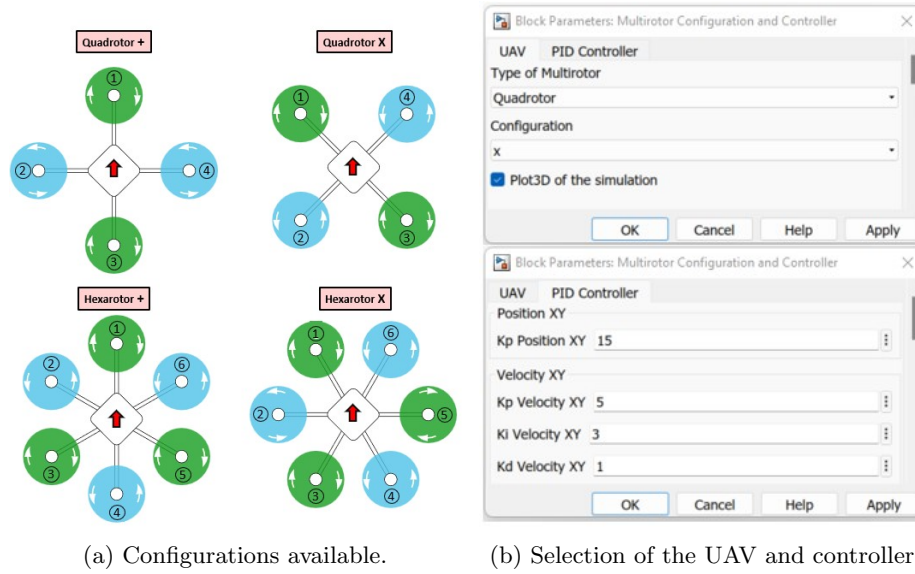 Quadrotor +
①
②
④
③
Quadrotor X
①
④
②
③
Hexarotor +
①
②
⑥
③
⑤
④
Hexarotor X
①
⑥
②
⑤
③
④
(a) Configurations available.
Block Parameters: Multirotor Configuration and Controller
UAV PID Controller
Type of Multirotor
Quadrotor
Configuration
x
Plot3D of the simulation
OK Cancel Help Apply
Block Parameters: Multirotor Configuration and Controller
UAV PID Controller
Position XY
Kp Position XY 15
Velocity XY
Kp Velocity XY 5
Ki Velocity XY 3
Kd Velocity XY 1
OK Cancel Help Apply
(b) Selection of the UAV and controller